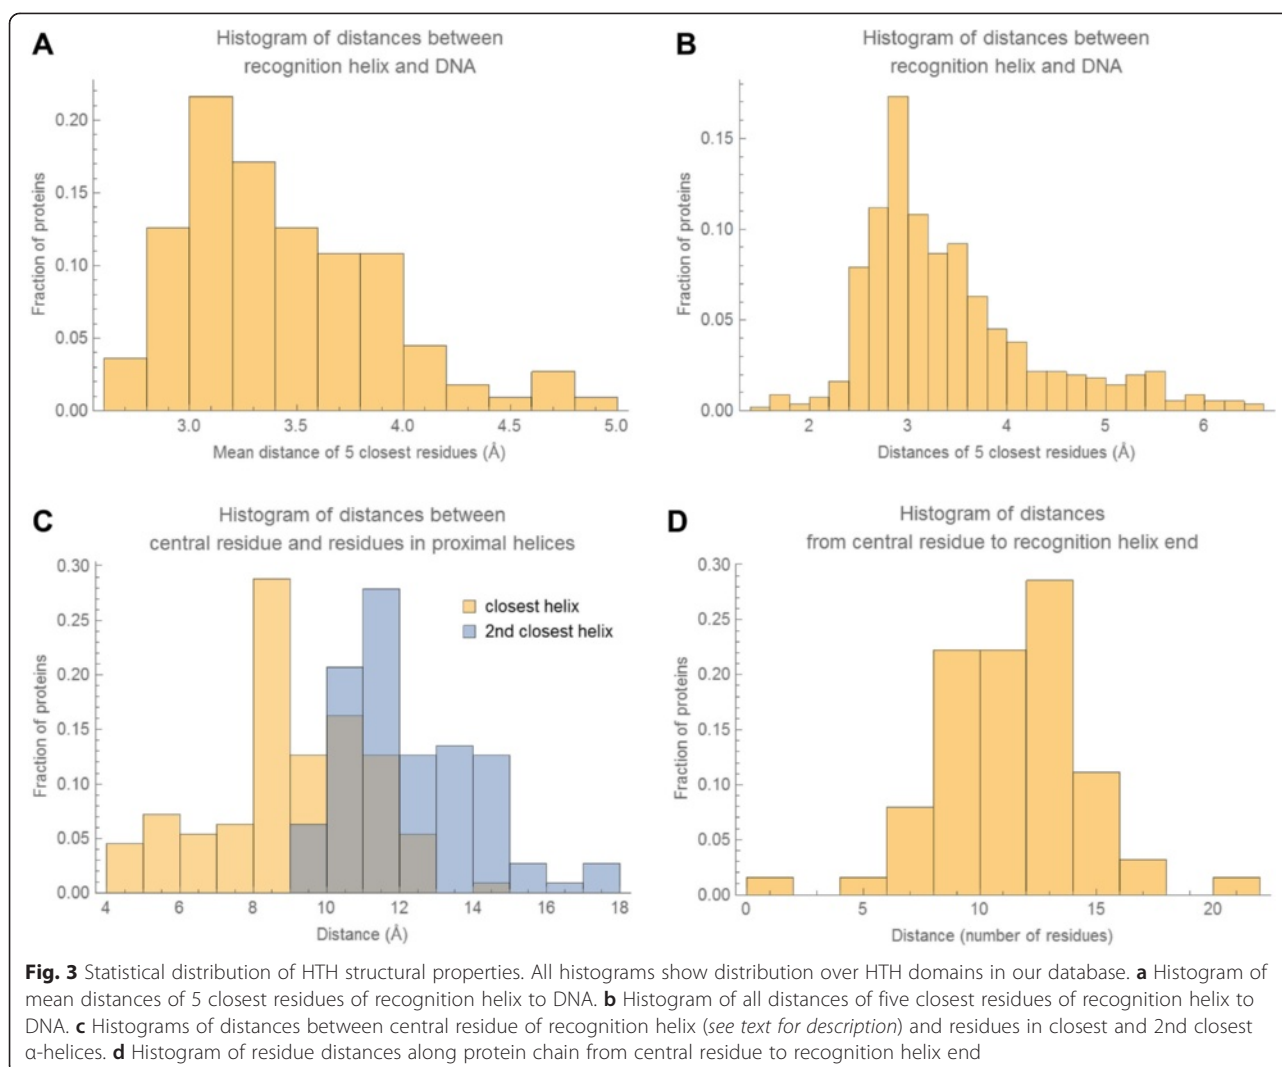 A
Histogram of distances between
recognition helix and DNA
Fraction of proteins
0.20
0.15
0.10
0.05
0.00
3.0 3.5 4.0 4.5 5.0
Mean distance of 5 closest residues (Å)
B
Histogram of distances between
recognition helix and DNA
Fraction of proteins
0.15
0.10
0.05
0.00
2 3 4 5 6
Distances of 5 closest residues (Å)
C
Histogram of distances between
central residue and residues in proximal helices
Fraction of proteins
0.30
0.25
0.20
0.15
0.10
0.05
0.00
closest helix
2nd closest helix
4 6 8 10 12 14 16 18
Distance (Å)
D
Histogram of distances
from central residue to recognition helix end
Fraction of proteins
0.30
0.25
0.20
0.15
0.10
0.05
0.00
0 5 10 15 20
Distance (number of residues)
Fig. 3 Statistical distribution of HTH structural properties. All histograms show distribution over HTH domains in our database. a Histogram of
mean distances of 5 closest residues of recognition helix to DNA. b Histogram of all distances of five closest residues of recognition helix to
DNA. c Histograms of distances between central residue of recognition helix (see text for description) and residues in closest and 2nd closest
α-helices. d Histogram of residue distances along protein chain from central residue to recognition helix end